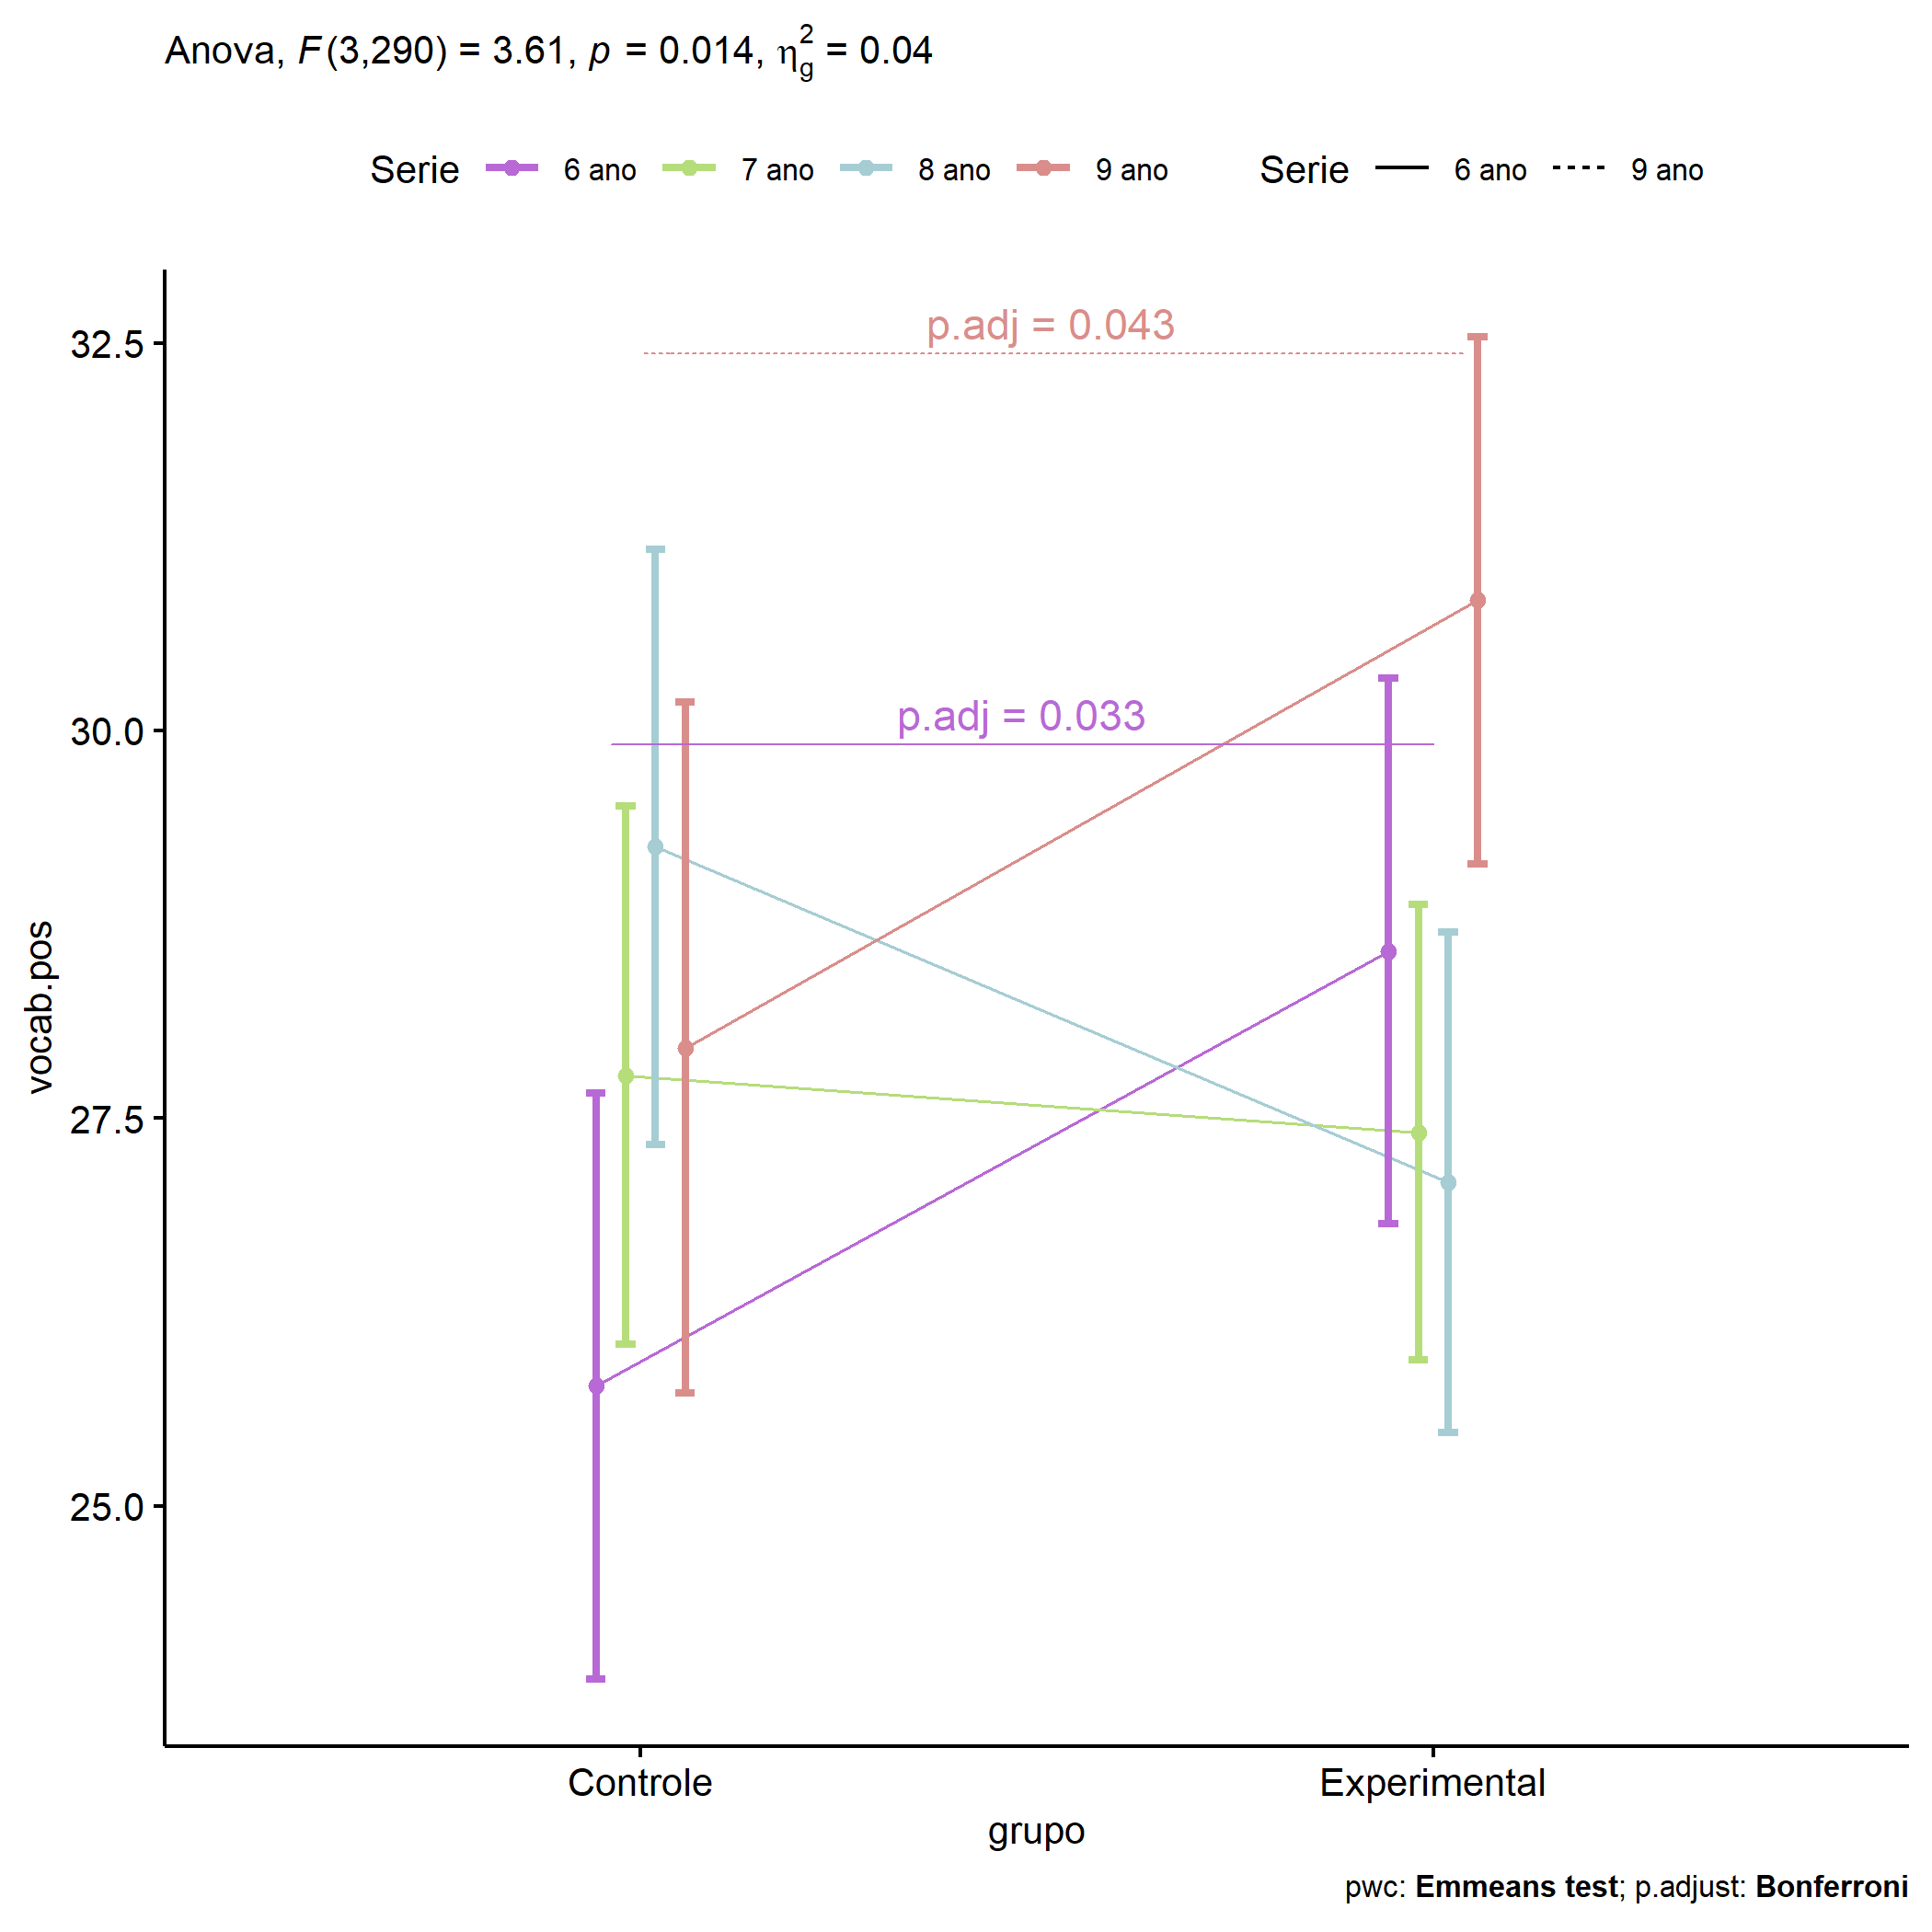 Anova, F(3,290) = 3.61, p = 0.014, η²g = 0.04
Serie 6 ano 7 ano 8 ano 9 ano Serie 6 ano 9 ano
p.adj = 0.043
32.5
p.adj = 0.033
30.0
27.5
25.0
vocab.pos
Controle Experimental
grupo
pwc: Emmeans test; p.adjust: Bonferroni